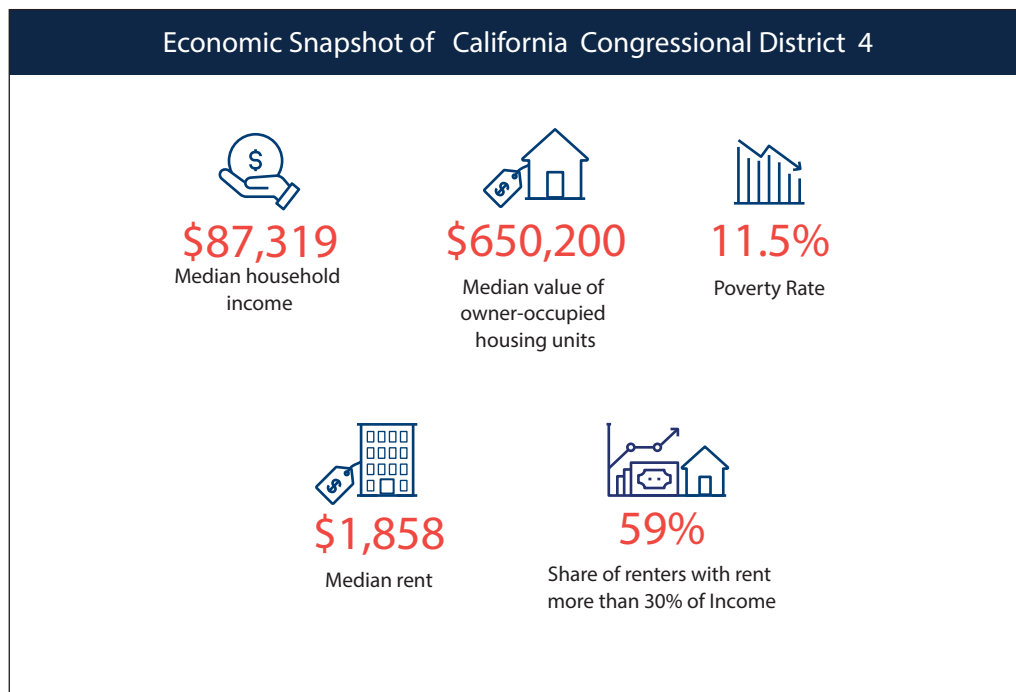 Economic Snapshot of California Congressional District 4
$
$
$87,319
Median household
income
$650,200
Median value of
owner-occupied
housing units
11.5%
Poverty Rate
$
$1,858
Median rent
59%
Share of renters with rent
more than 30% of Income